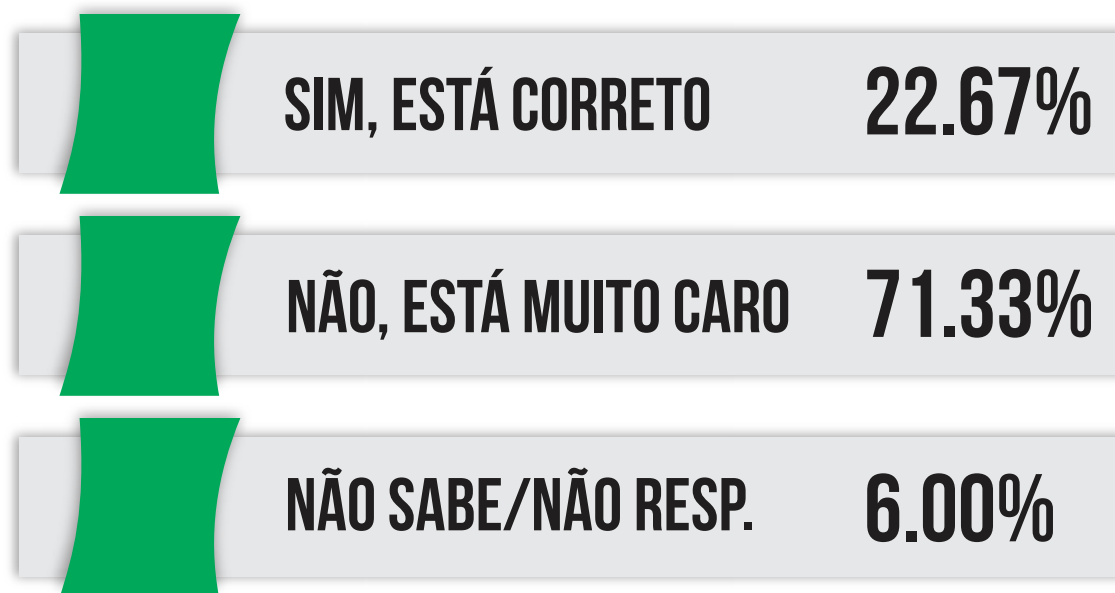 SIM, ESTÁ CORRETO 22.67%
NÃO, ESTÁ MUITO CARO 71.33%
NÃO SABE/NÃO RESP. 6.00%